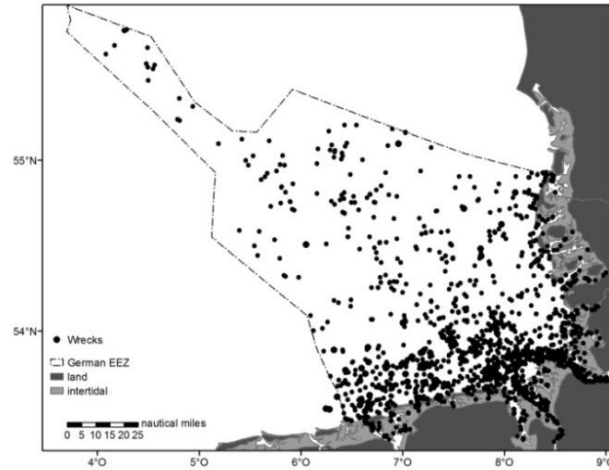 55°N
54°N
Wrecks
German EEZ
land
intertidal
nautical miles
0 5 10 15 20 25
4°O 5°O 6°O 7°O 8°O 9°O